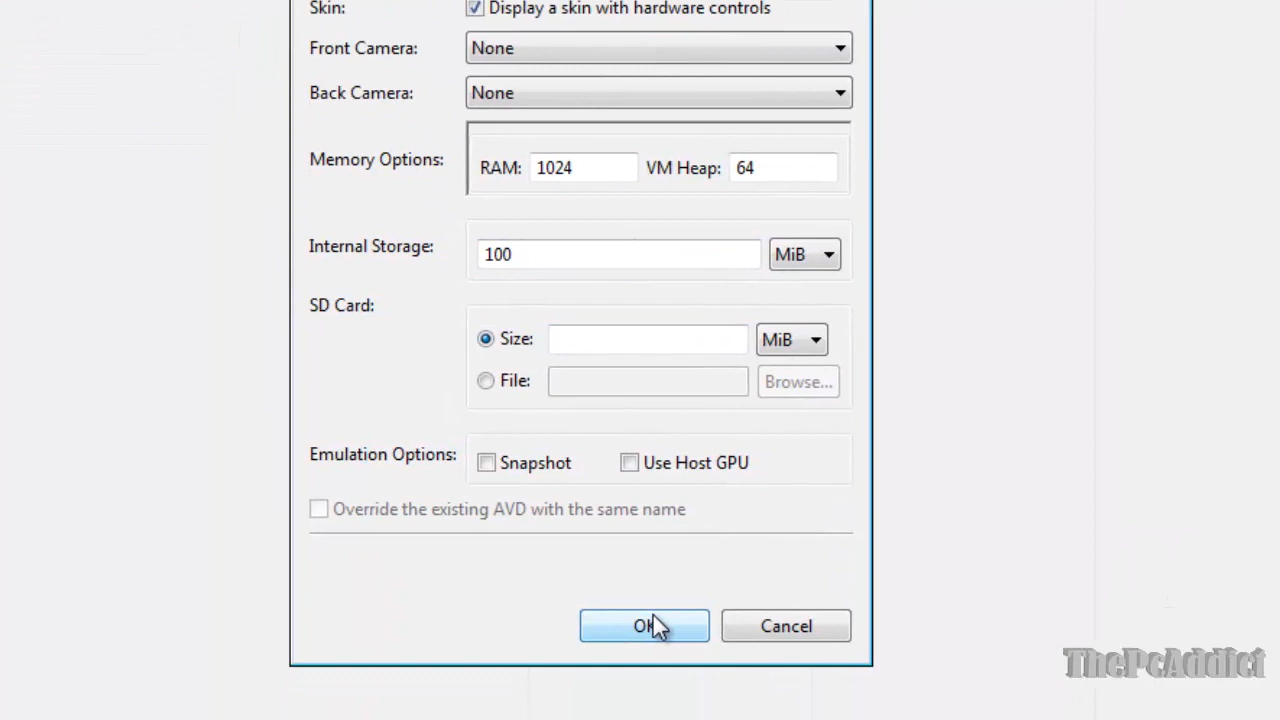 Skin: Display a skin with hardware controls
Front Camera: None
Back Camera: None
Memory Options: RAM: 1024 VM Heap: 64
Internal Storage: 100 MiB
SD Card:
Size: MiB
File: Browse...
Emulation Options: Snapshot Use Host GPU
Override the existing AVD with the same name
OK Cancel
ThePcAddict